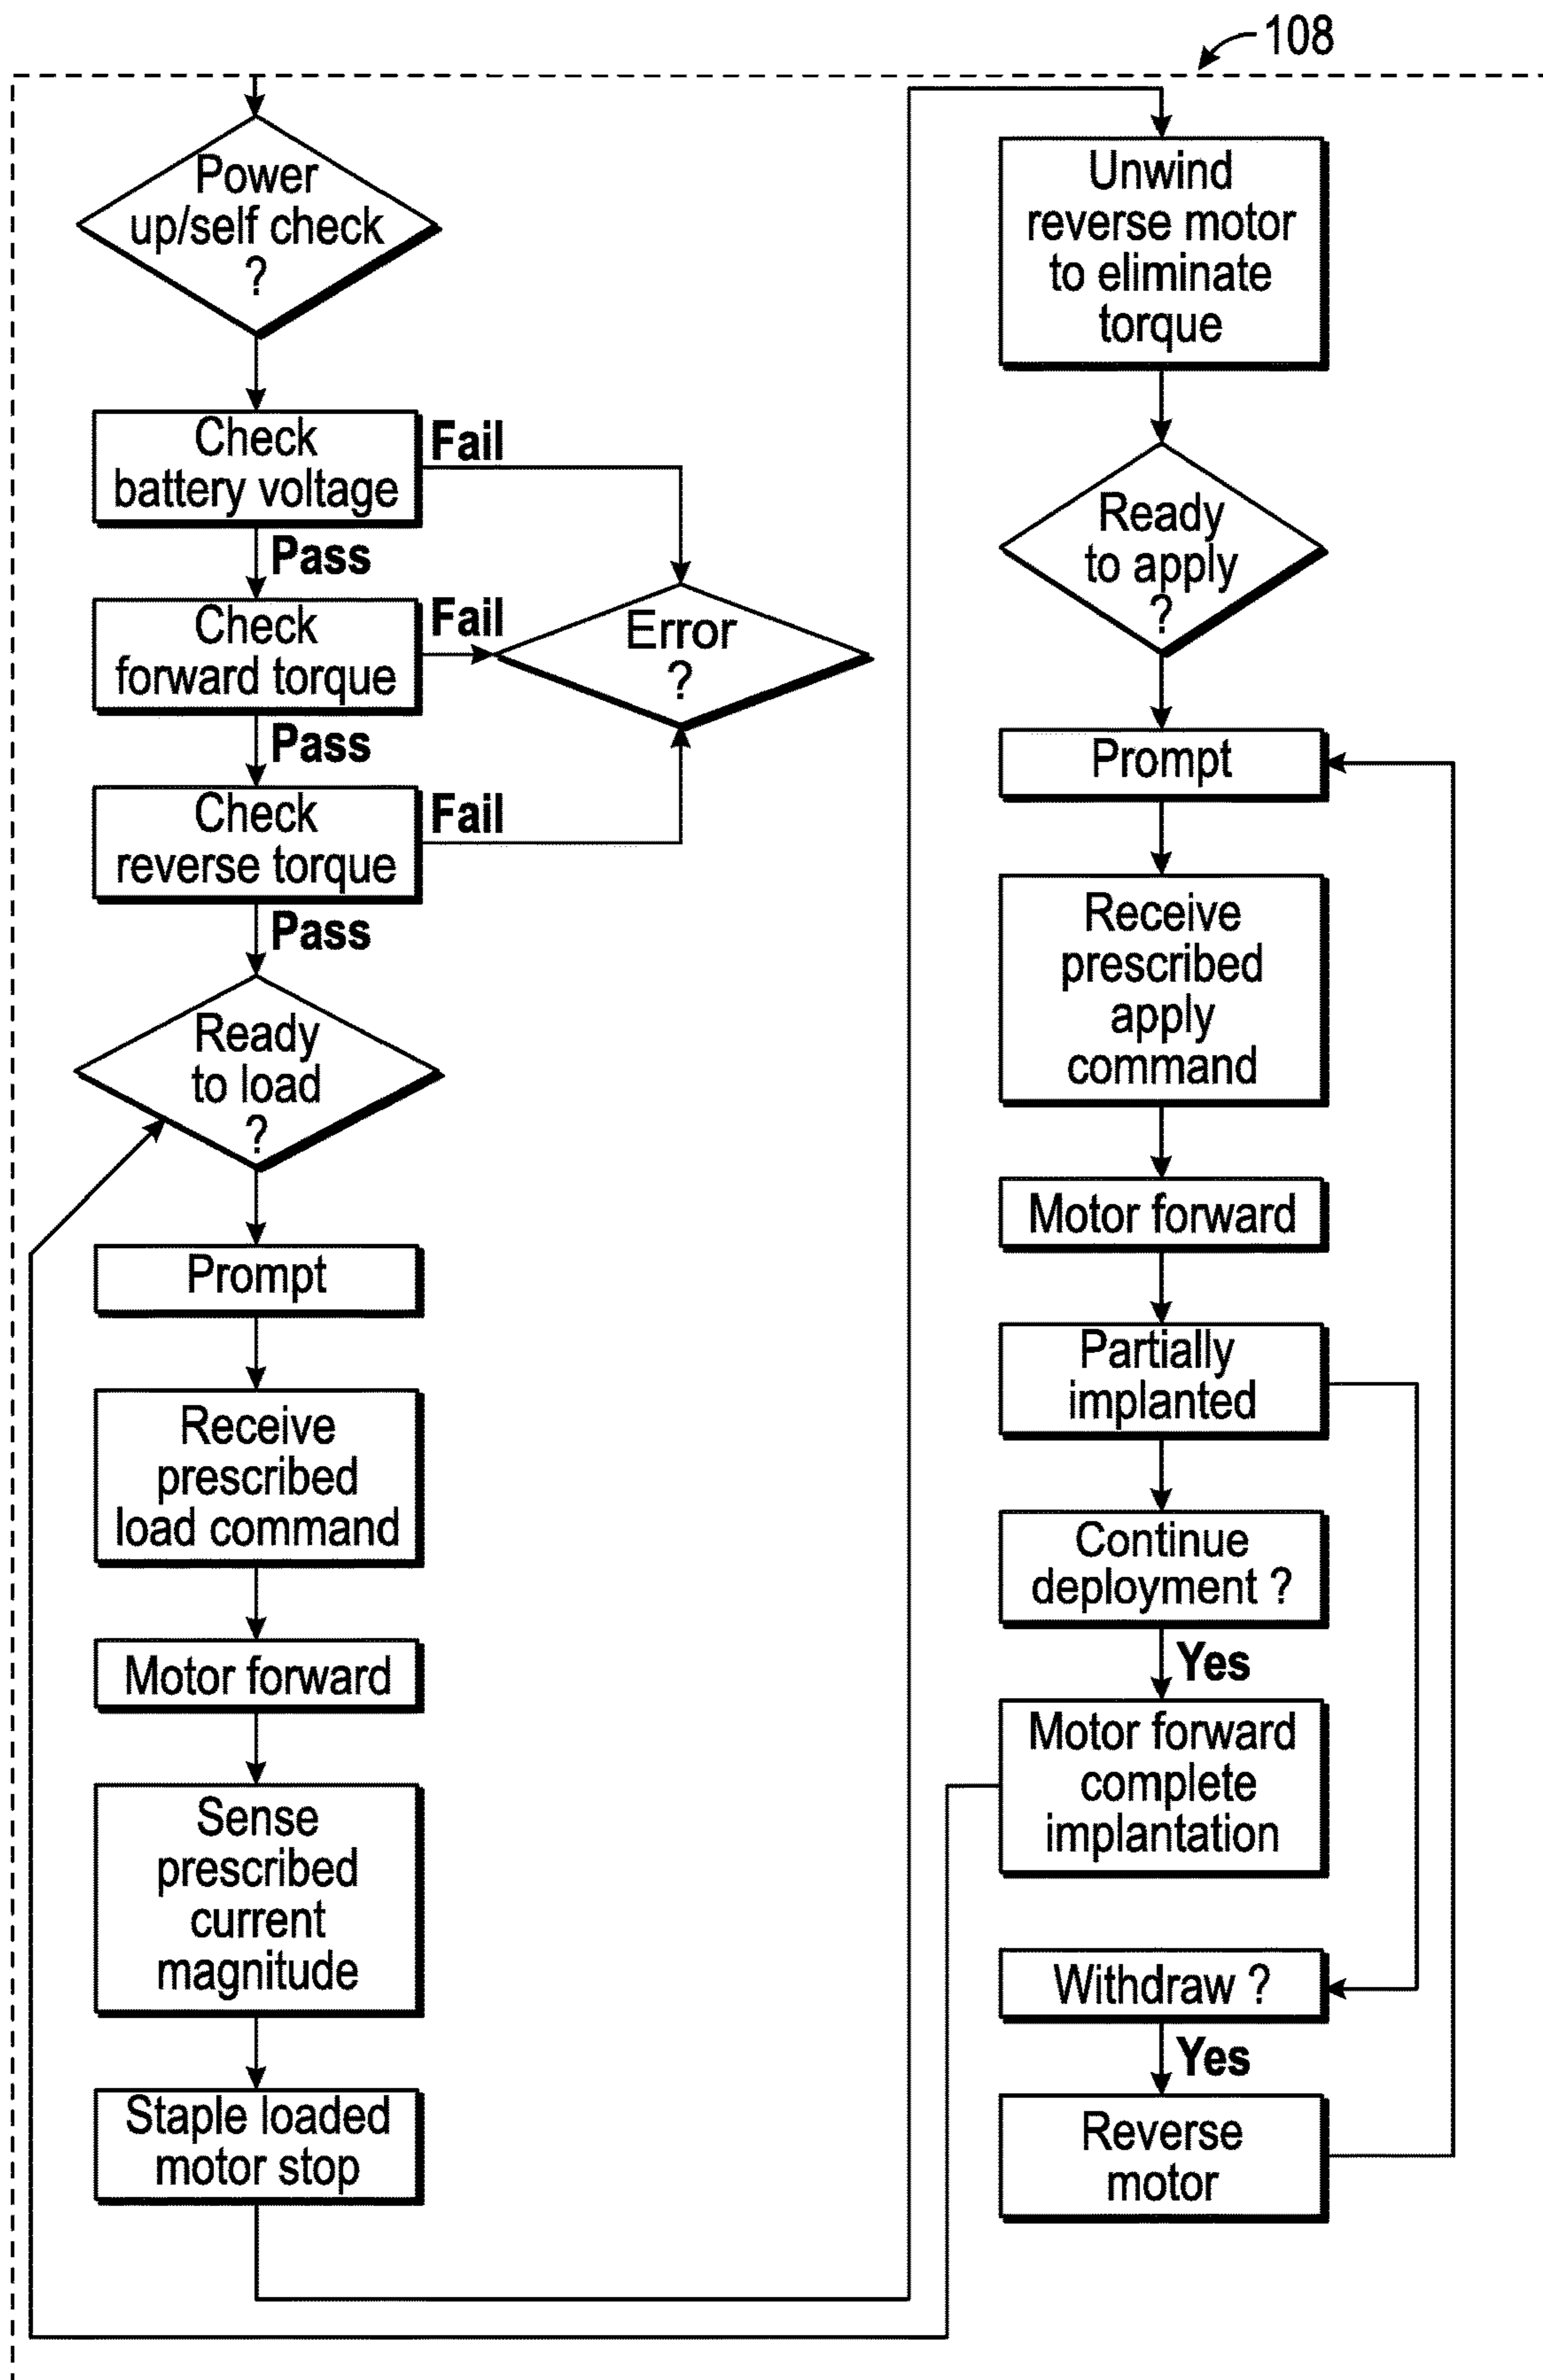 108
Power
up/self check
?
Check
battery voltage
Fail
Pass
Check
forward torque
Fail
Error
?
Pass
Check
reverse torque
Fail
Pass
Ready
to load
?
Prompt
Receive
prescribed
load command
Motor forward
Sense
prescribed
current
magnitude
Staple loaded
motor stop
Unwind
reverse motor
to eliminate
torque
Ready
to apply
?
Prompt
Receive
prescribed
apply
command
Motor forward
Partially
implanted
Continue
deployment ?
Yes
Motor forward
complete
implantation
Withdraw ?
Yes
Reverse
motor